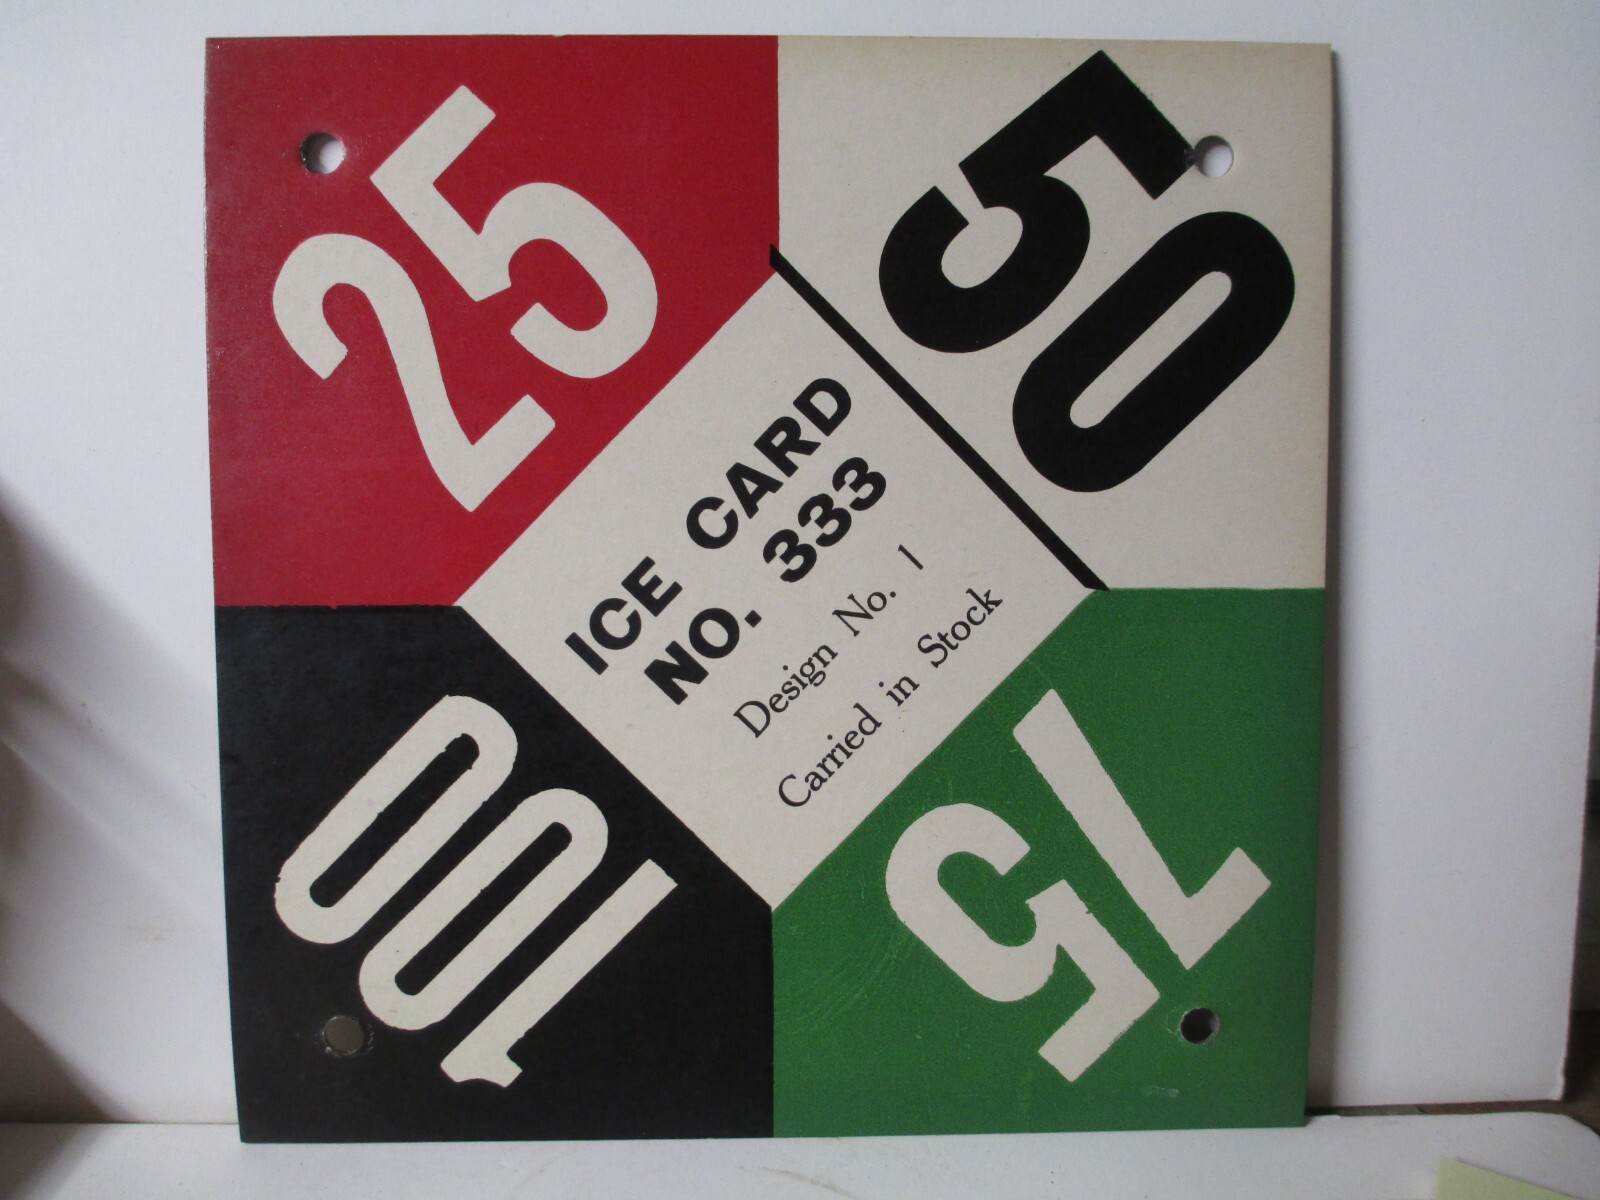 25
50
ICE CARD
NO. 333
Design No. 1
Carried in Stock
100
75